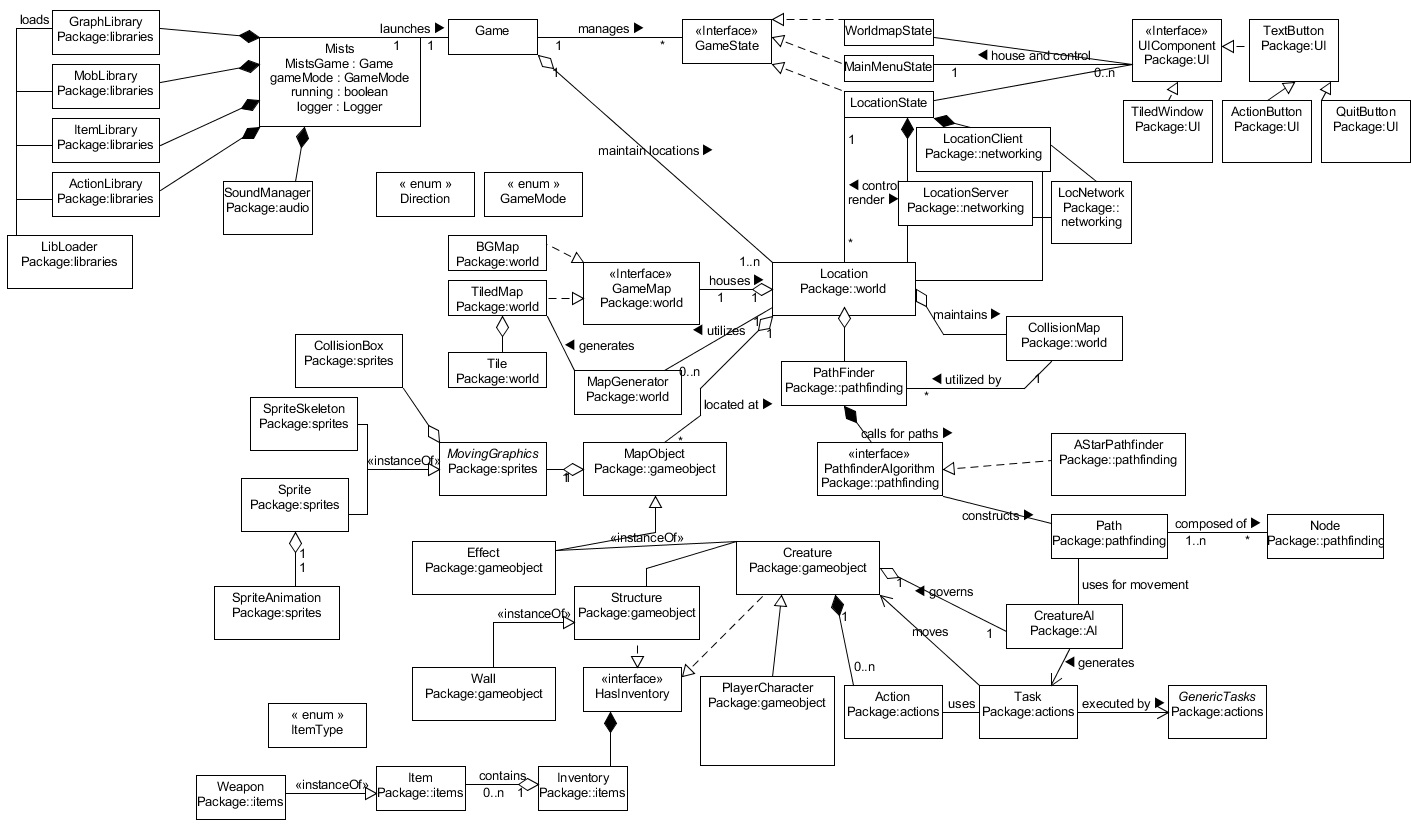 loads
GraphLibrary
Package:libraries
MobLibrary
Package:libraries
ItemLibrary
Package:libraries
ActionLibrary
Package:libraries
LibLoader
Package:libraries
Mists
MistsGame : Game
gameMode : GameMode
running : boolean
logger : Logger
SoundManager
Package:audio
launches ►
1 1
Game
1 manages ► *
1
«Interface»
GameState
WorldmapState
MainMenuState
LocationState
◄ house and control
1 0..n
«Interface»
UIComponent
Package:UI
TextButton
Package:UI
TiledWindow
Package:UI
ActionButton
Package:UI
QuitButton
Package:UI
LocationClient
Package::networking
LocationServer
Package::networking
LocNetwork
Package::
networking
maintain locations ►
1..n
1
◄ contro
render ►
*
« enum »
Direction
« enum »
GameMode
BGMap
Package:world
TiledMap
Package:world
Tile
Package:world
«Interface»
GameMap
Package:world
houses ►
1 1
Location
Package::world
◄ utilizes
1
1
0..n
◄ generates
MapGenerator
Package:world
maintains ►
CollisionMap
Package::world
1
◄ utilized by
*
PathFinder
Package::pathfinding
located at ►
*
CollisionBox
Package:sprites
SpriteSkeleton
Package:sprites
Sprite
Package:sprites
1
1
SpriteAnimation
Package:sprites
«instanceOf»
MovingGraphics
Package:sprites
1
MapObject
Package::gameobject
calls for paths ►
«interface»
PathfinderAlgorithm
Package::pathfinding
AStarPathfinder
Package::pathfinding
constructs ►
Path
Package:pathfinding
composed of ►
1..n *
Node
Package::pathfinding
uses for movement
«instanceOf»
Effect
Package:gameobject
Creature
Package:gameobject
1
◄ governs
1
CreatureAI
Package::AI
Structure
Package:gameobject
«instanceOf»
Wall
Package:gameobject
«interface»
HasInventory
PlayerCharacter
Package:gameobject
1
0..n
moves
◄ generates
Action
Package:actions
uses
Task
Package:actions
executed by ►
GenericTasks
Package:actions
« enum »
ItemType
Weapon
Package::items
«instanceOf»
Item
Package::items
contains
0..n 1
Inventory
Package::items